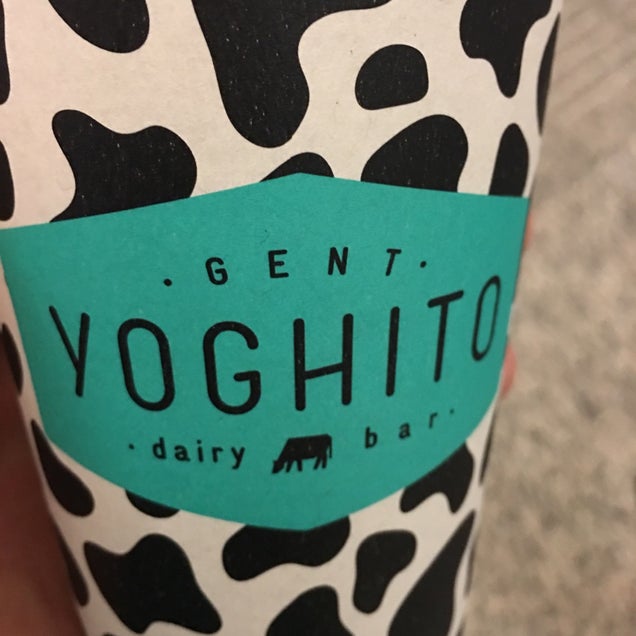 · GENT ·
YOGHITO
· dairy bar ·